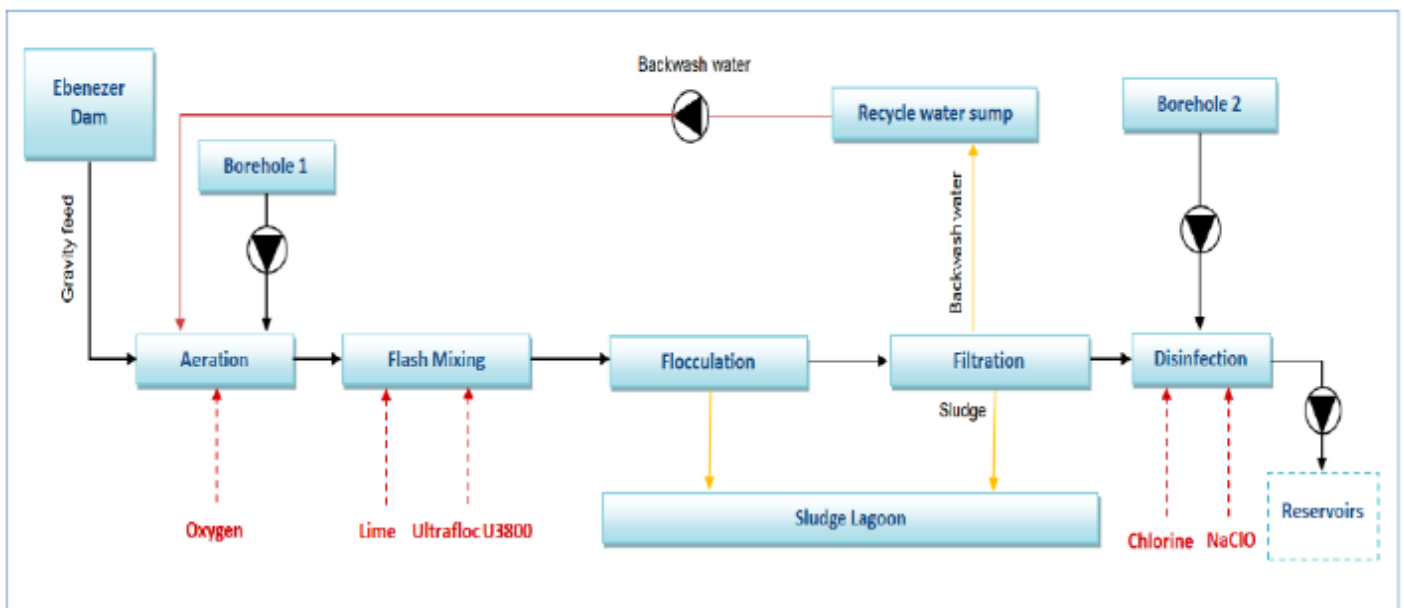 Backwash water
Ebenezer
Dam
Recycle water sump
Borehole 2
Borehole 1
Gravity feed
Backwash water
Aeration
Flash Mixing
Flocculation
Filtration
Disinfection
Sludge
Sludge Lagoon
Reservoirs
Oxygen
Lime
Ultrafloc U3800
Chlorine
NaClO